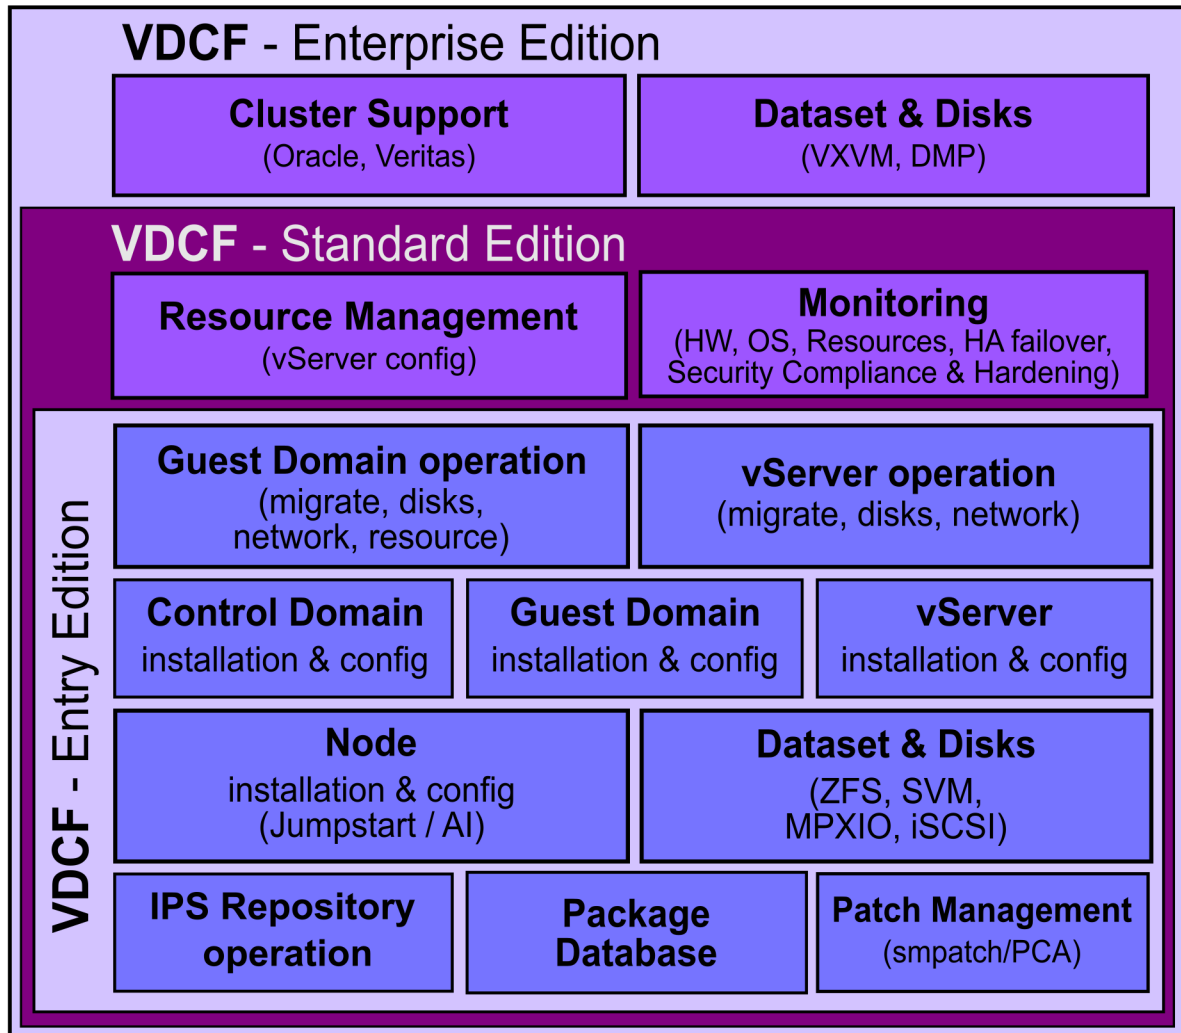 VDCF - Enterprise Edition
Cluster Support
(Oracle, Veritas)
Dataset & Disks
(VXVM, DMP)
VDCF - Standard Edition
Resource Management
(vServer config)
Monitoring
(HW, OS, Resources, HA failover,
Security Compliance & Hardening)
VDCF - Entry Edition
Guest Domain operation
(migrate, disks,
network, resource)
vServer operation
(migrate, disks, network)
Control Domain
installation & config
Guest Domain
installation & config
vServer
installation & config
Node
installation & config
(Jumpstart / AI)
Dataset & Disks
(ZFS, SVM,
MPXIO, iSCSI)
IPS Repository
operation
Package
Database
Patch Management
(smpatch/PCA)